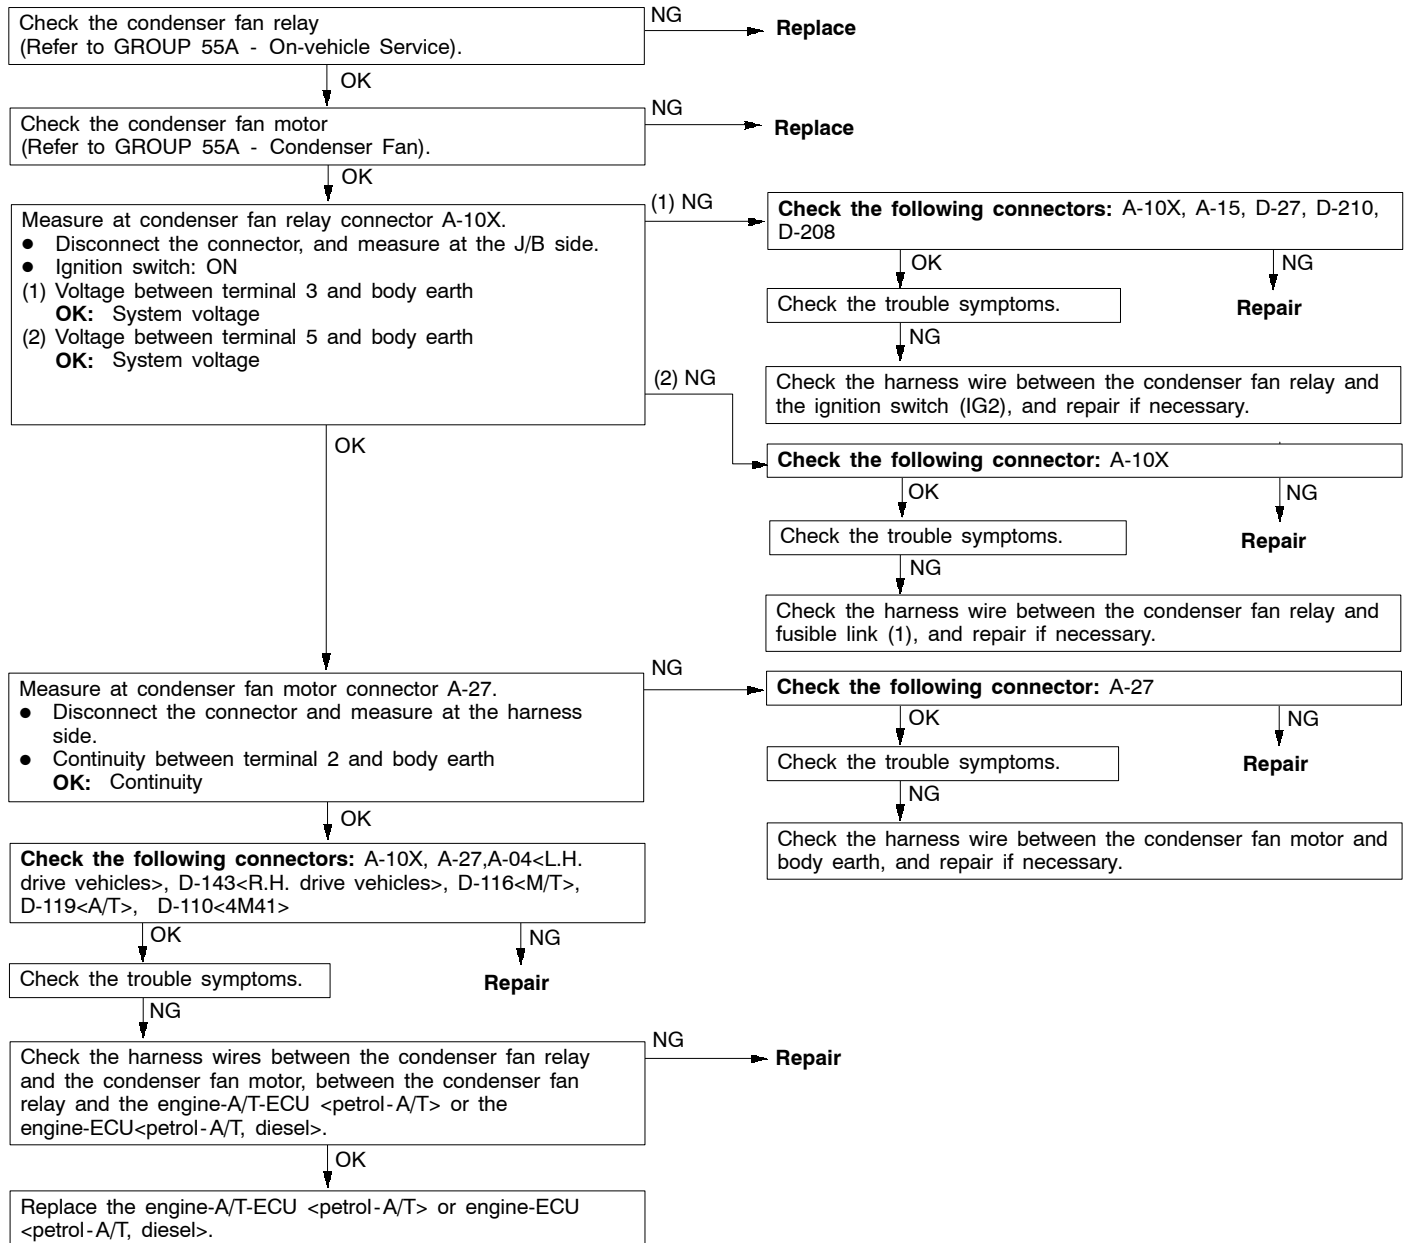 Check the condenser fan relay
(Refer to GROUP 55A - On-vehicle Service).
NG
Replace
OK
Check the condenser fan motor
(Refer to GROUP 55A - Condenser Fan).
NG
Replace
OK
Measure at condenser fan relay connector A-10X.
● Disconnect the connector, and measure at the J/B side.
● Ignition switch: ON
(1) Voltage between terminal 3 and body earth
OK: System voltage
(2) Voltage between terminal 5 and body earth
OK: System voltage
(1) NG
Check the following connectors: A-10X, A-15, D-27, D-210,
D-208
OK
NG
Check the trouble symptoms.
Repair
NG
Check the harness wire between the condenser fan relay and
the ignition switch (IG2), and repair if necessary.
(2) NG
Check the following connector: A-10X
OK
NG
Check the trouble symptoms.
Repair
NG
Check the harness wire between the condenser fan relay and
fusible link (1), and repair if necessary.
OK
Measure at condenser fan motor connector A-27.
● Disconnect the connector and measure at the harness
side.
● Continuity between terminal 2 and body earth
OK: Continuity
NG
Check the following connector: A-27
OK
NG
Check the trouble symptoms.
Repair
NG
Check the harness wire between the condenser fan motor and
body earth, and repair if necessary.
OK
Check the following connectors: A-10X, A-27,A-04<L.H.
drive vehicles>, D-143<R.H. drive vehicles>, D-116<M/T>,
D-119<A/T>, D-110<4M41>
OK
NG
Check the trouble symptoms.
Repair
NG
Check the harness wires between the condenser fan relay
and the condenser fan motor, between the condenser fan
relay and the engine-A/T-ECU <petrol-A/T> or the
engine-ECU<petrol-A/T, diesel>.
NG
Repair
OK
Replace the engine-A/T-ECU <petrol-A/T> or engine-ECU
<petrol-A/T, diesel>.